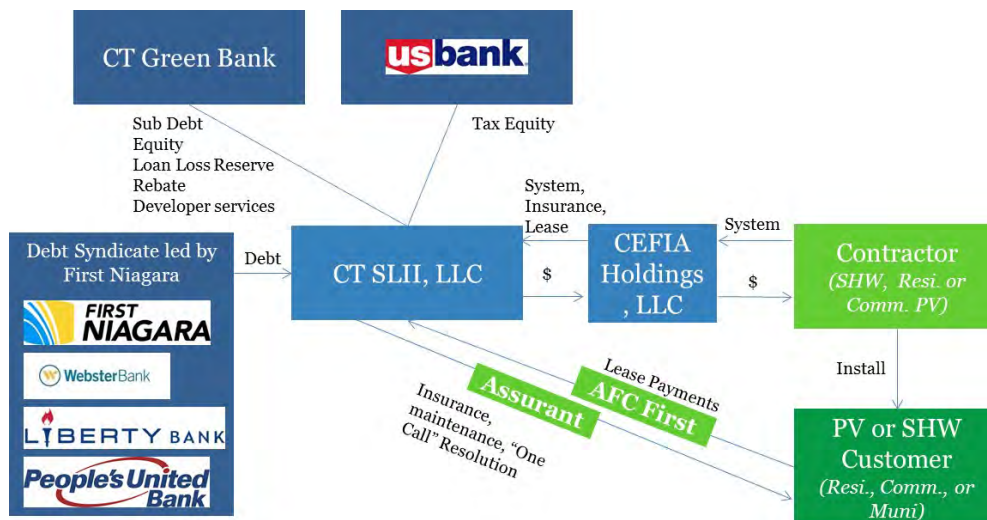 CT Green Bank
usbank
Sub Debt
Equity
Loan Loss Reserve
Rebate
Developer services
Tax Equity
Debt Syndicate led by
First Niagara
FIRST
NIAGARA
WebsterBank
LIBERTY BANK
People's United
Bank
Debt
CT SLII, LLC
System,
Insurance,
Lease
$
CEFIA
Holdings
, LLC
System
$
Contractor
(SHW, Resi. or
Comm. PV)
Install
PV or SHW
Customer
(Resi., Comm., or
Muni)
Lease Payments
AFC First
Assurant
Insurance,
maintenance, “One
Call” Resolution